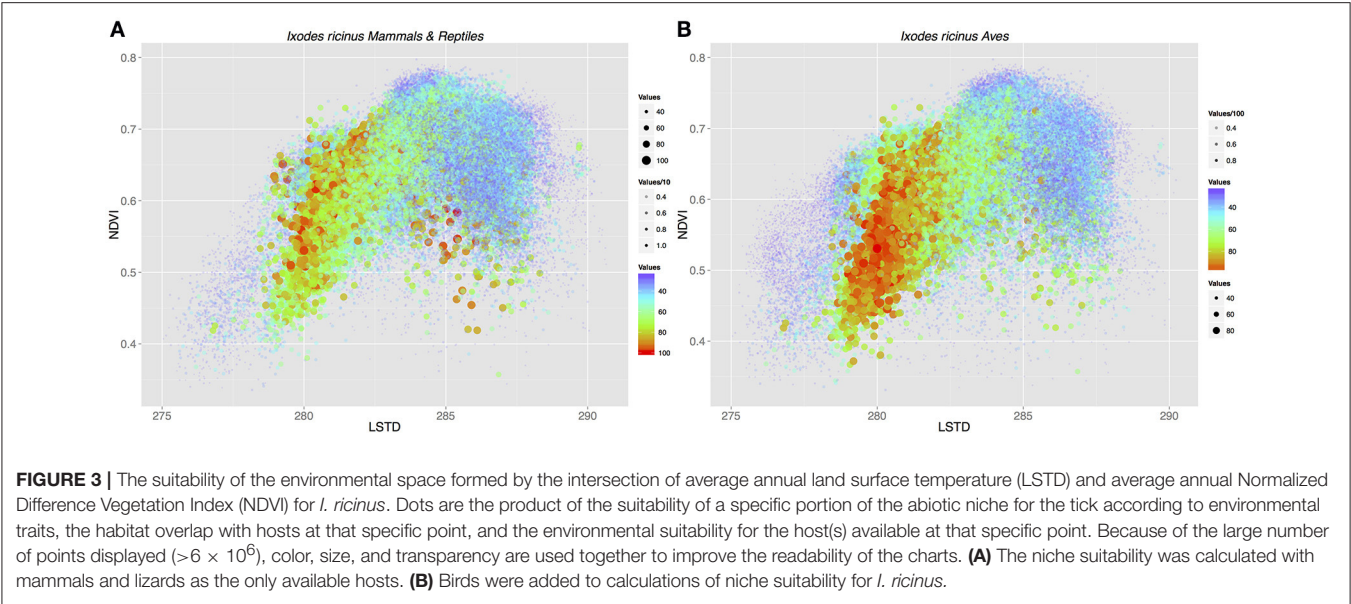 A
Ixodes ricinus Mammals & Reptiles
0.8
0.7
0.6
0.5
0.4
NDVI
275
280
285
290
LSTD
Values
40
60
80
100
Values/10
0.4
0.6
0.8
1.0
Values
40
60
80
100
B
Ixodes ricinus Aves
0.8
0.7
0.6
0.5
0.4
NDVI
275
280
285
290
LSTD
Values/100
0.4
0.6
0.8
Values
40
60
80
Values
40
60
80
FIGURE 3 | The suitability of the environmental space formed by the intersection of average annual land surface temperature (LSTD) and average annual Normalized
Difference Vegetation Index (NDVI) for I. ricinus. Dots are the product of the suitability of a specific portion of the abiotic niche for the tick according to environmental
traits, the habitat overlap with hosts at that specific point, and the environmental suitability for the host(s) available at that specific point. Because of the large number
of points displayed (>6 × 10⁶), color, size, and transparency are used together to improve the readability of the charts. (A) The niche suitability was calculated with
mammals and lizards as the only available hosts. (B) Birds were added to calculations of niche suitability for I. ricinus.